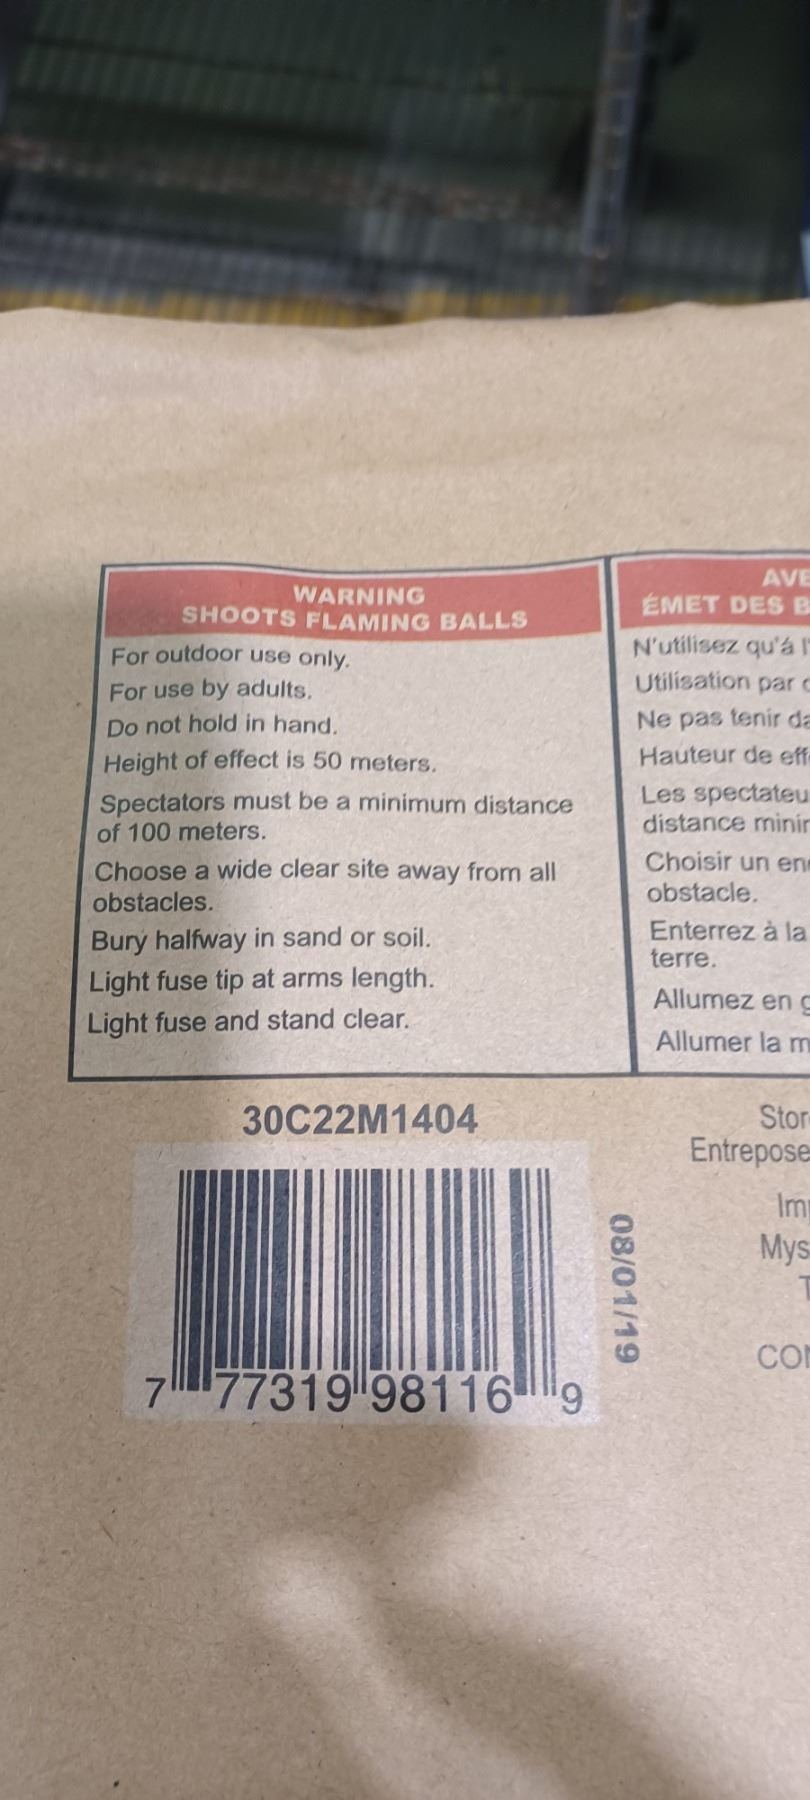 WARNING
SHOOTS FLAMING BALLS
For outdoor use only.
For use by adults.
Do not hold in hand.
Height of effect is 50 meters.
Spectators must be a minimum distance
of 100 meters.
Choose a wide clear site away from all
obstacles.
Bury halfway in sand or soil.
Light fuse tip at arms length.
Light fuse and stand clear.
ÉMET DES
N'utilisez qu'á
Utilisation par
Ne pas tenir
Hauteur de
Les
distance
Choisir un
obstacle.
Enterrez à la
terre.
Allumez en
Allumer la
30C22M1404
7 77319 98116 9
08/01/19